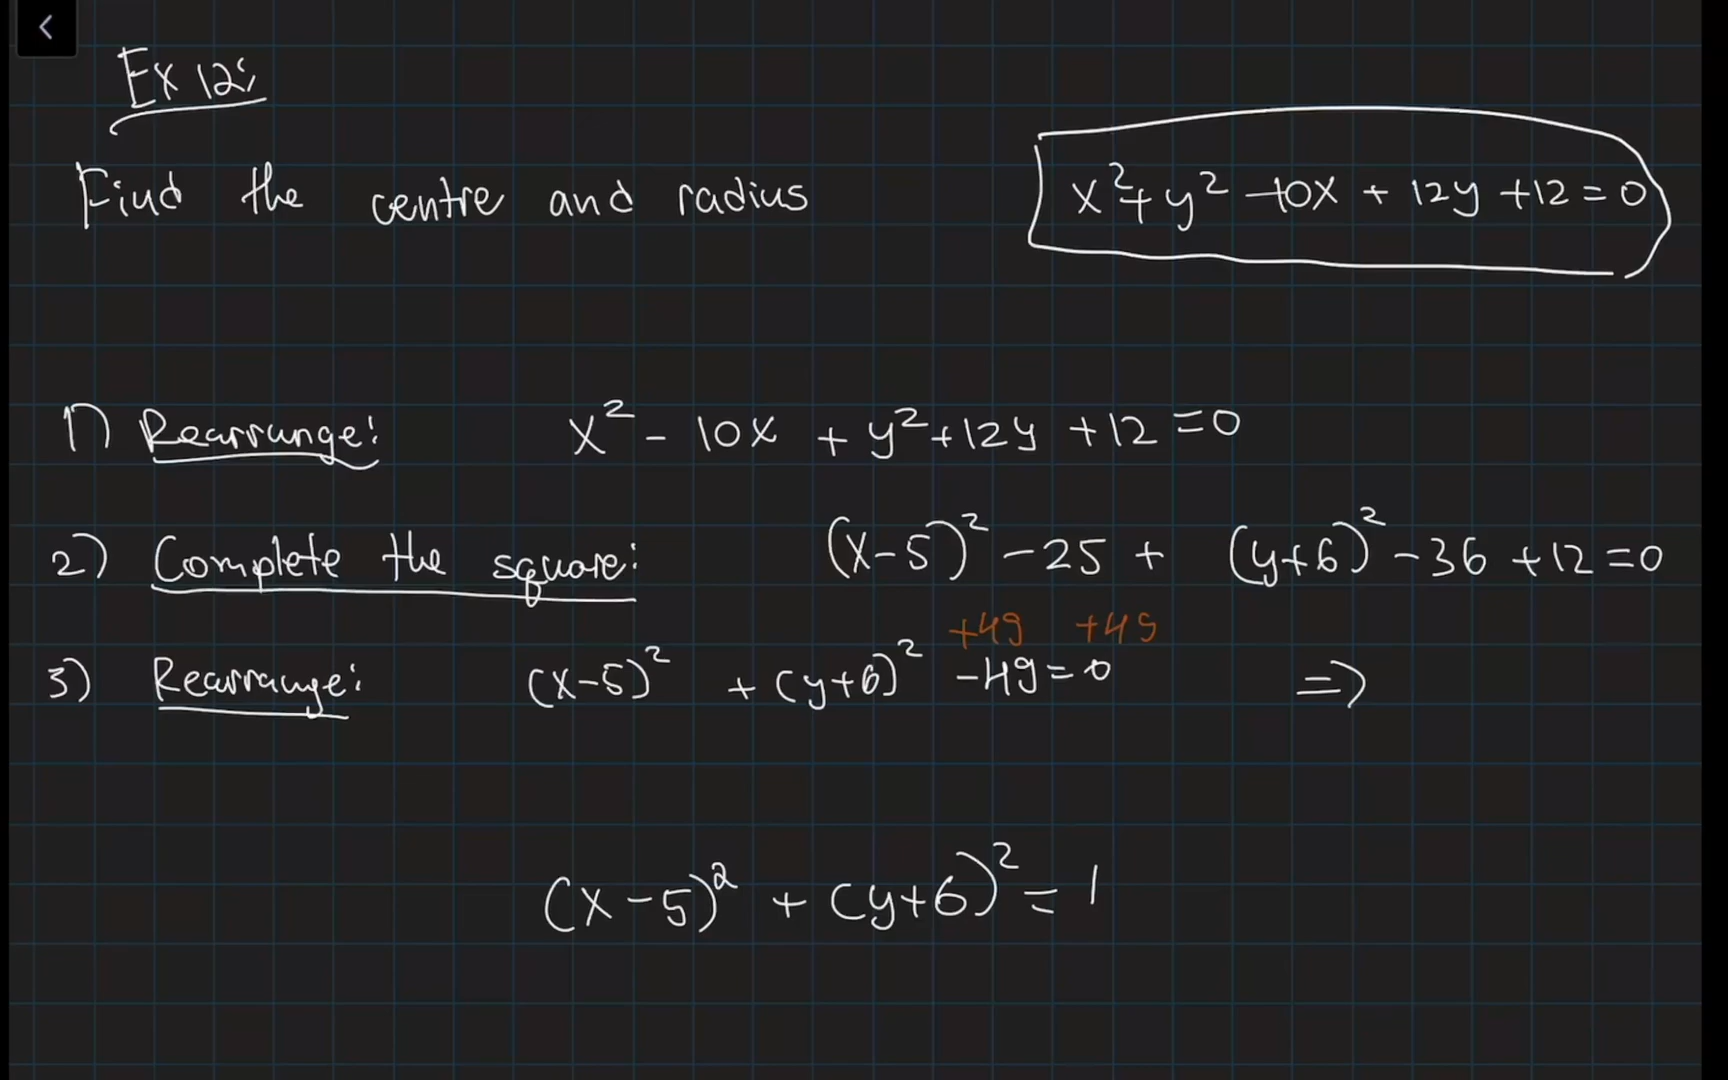 Ex 12:
Find the centre and radius
x² + y² - 10x + 12y + 12 = 0
1) Rearrange: x² - 10x + y² + 12y + 12 = 0
2) Complete the square: (x-5)² - 25 + (y+6)² - 36 + 12 = 0
+49 +49
3) Rearrange: (x-5)² + (y+6)² - 49 = 0 =>
(x-5)² + (y+6)² = 1